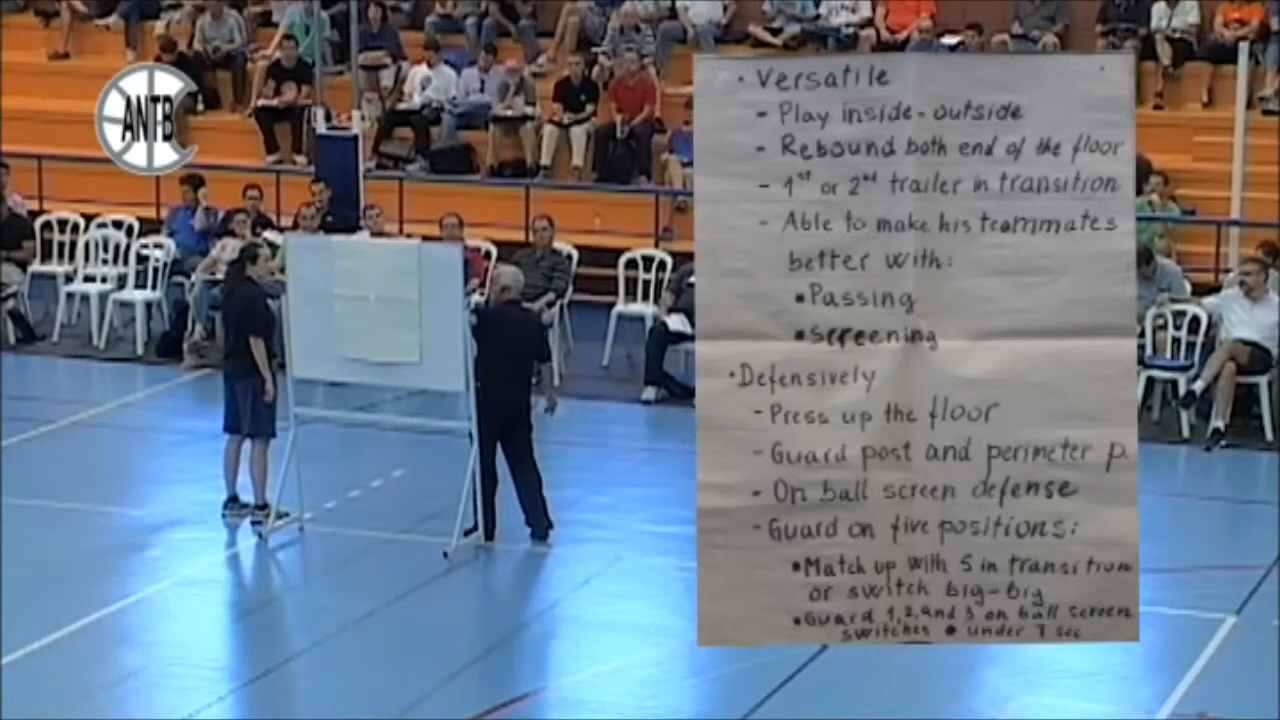 ANTB
• Versatile
- Play inside-outside
- Rebound both end of the floor
- 1st or 2nd trailer in transition
- Able to make his teammates
better with:
▪ Passing
▪ Screening
• Defensively
- Press up the floor
- Guard post and perimeter p.
- On ball screen defense
- Guard on five positions:
▪ Match up with 5 in transition
or switch big-big
▪ Guard 1, 2, and 3 on ball screen
switches under 7 sec